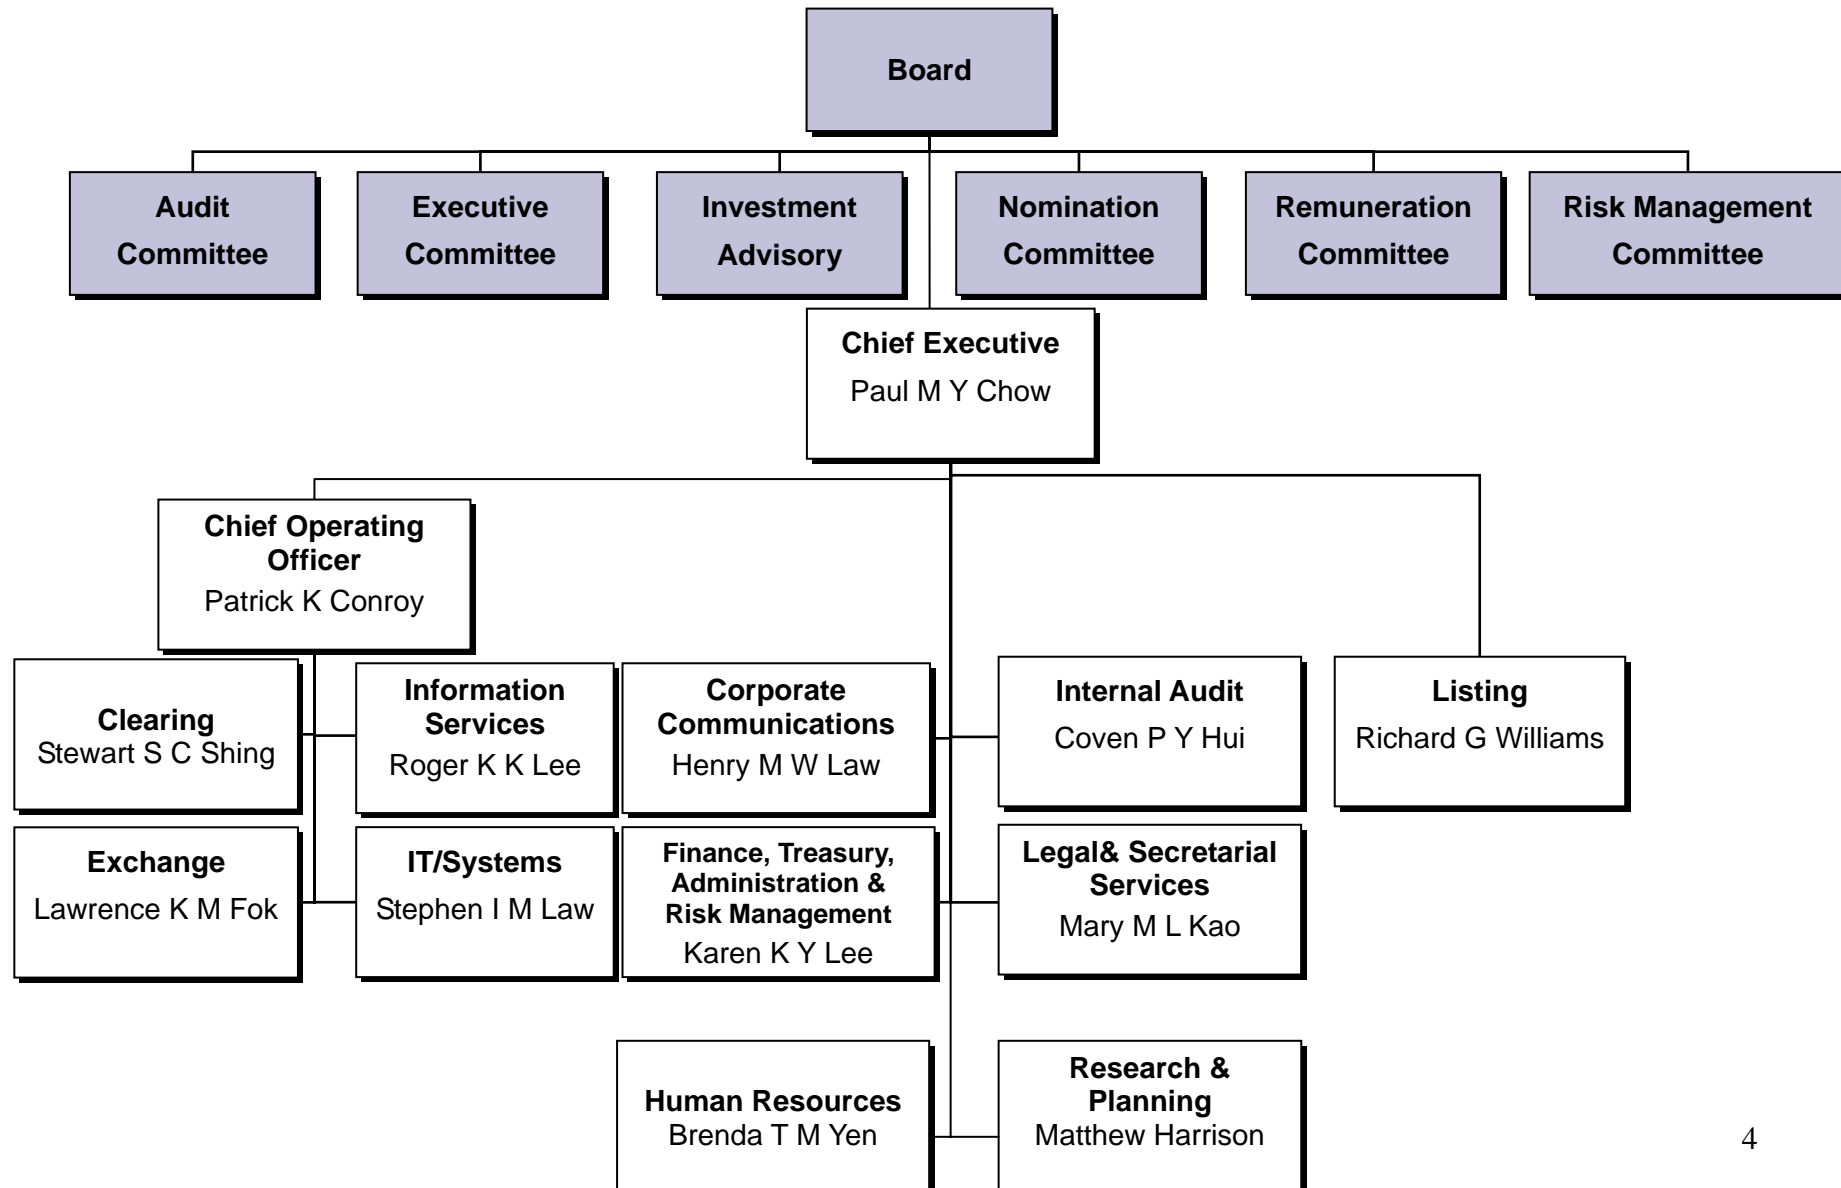 Board
Audit
Committee
Executive
Committee
Investment
Advisory
Nomination
Committee
Remuneration
Committee
Risk Management
Committee
Chief Executive
Paul M Y Chow
Chief Operating
Officer
Patrick K Conroy
Clearing
Stewart S C Shing
Information
Services
Roger K K Lee
Corporate
Communications
Henry M W Law
Internal Audit
Coven P Y Hui
Listing
Richard G Williams
Exchange
Lawrence K M Fok
IT/Systems
Stephen I M Law
Finance, Treasury,
Administration &
Risk Management
Karen K Y Lee
Legal& Secretarial
Services
Mary M L Kao
Human Resources
Brenda T M Yen
Research &
Planning
Matthew Harrison
4